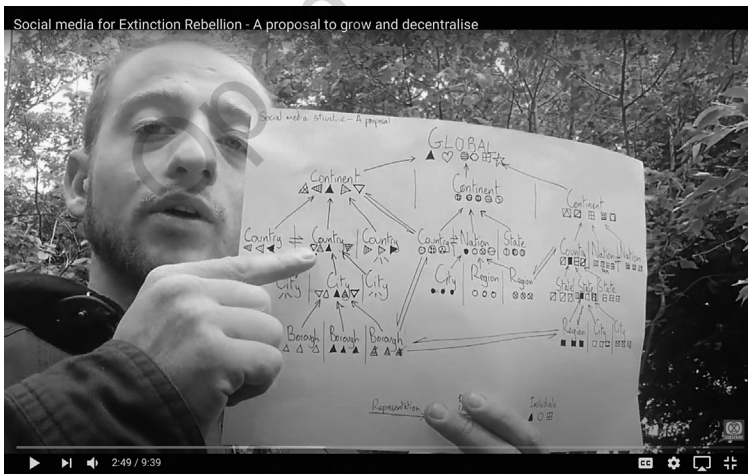 Social media for Extinction Rebellion - A proposal to grow and decentralise
Social media structure - A proposal
GLOBAL
Continent
Continent
Continent
Country = Country | Country
Country = Nation | State
Country | Nation = Nation
City | City | City
City | Region | Region
State | State | State
Borough | Borough | Borough
Region | City | City
Representation
Individuals
2:49 / 9:39
CC
SUBSCRIBE